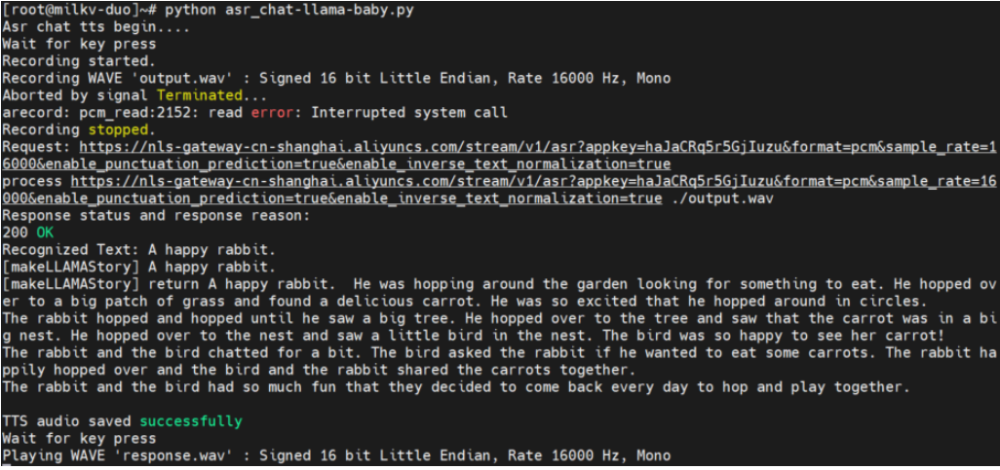 [root@milkv-duo]~# python asr_chat-llama-baby.py
Asr chat tts begin....
Wait for key press
Recording started.
Recording WAVE 'output.wav' : Signed 16 bit Little Endian, Rate 16000 Hz, Mono
Aborted by signal Terminated...
arecord: pcm_read:2152: read error: Interrupted system call
Recording stopped.
Request: https://nls-gateway-cn-shanghai.aliyuncs.com/stream/v1/asr?appkey=haJaCRq5r5GjIuzu&format=pcm&sample_rate=1
6000&enable_punctuation_prediction=true&enable_inverse_text_normalization=true
process https://nls-gateway-cn-shanghai.aliyuncs.com/stream/v1/asr?appkey=haJaCRq5r5GjIuzu&format=pcm&sample_rate=16
000&enable_punctuation_prediction=true&enable_inverse_text_normalization=true ./output.wav
Response status and response reason:
200 OK
Recognized Text: A happy rabbit.
[makeLLAMAStory] A happy rabbit.
[makeLLAMAStory] return A happy rabbit.  He was hopping around the garden looking for something to eat. He hopped ov
er to a big patch of grass and found a delicious carrot. He was so excited that he hopped around in circles.
The rabbit hopped and hopped until he saw a big tree. He hopped over to the tree and saw that the carrot was in a bi
g nest. He hopped over to the nest and saw a little bird in the nest. The bird was so happy to see her carrot!
The rabbit and the bird chatted for a bit. The bird asked the rabbit if he wanted to eat some carrots. The rabbit ha
ppily hopped over and the bird and the rabbit shared the carrots together.
The rabbit and the bird had so much fun that they decided to come back every day to hop and play together.
TTS audio saved successfully
Wait for key press
Playing WAVE 'response.wav' : Signed 16 bit Little Endian, Rate 16000 Hz, Mono